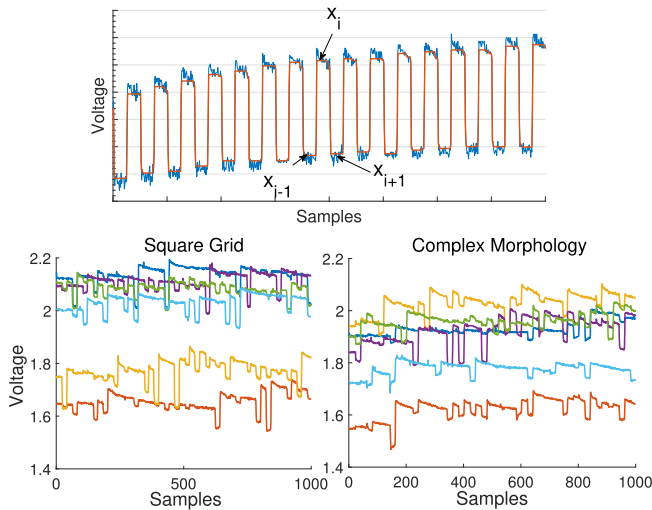 x_i
Voltage
x_{i-1}
x_{i+1}
Samples
Square Grid
Complex Morphology
2.2
2
1.8
1.6
1.4
Voltage
0
500
1000
Samples
2.2
2
1.8
1.6
1.4
0
200
400
600
800
1000
Samples